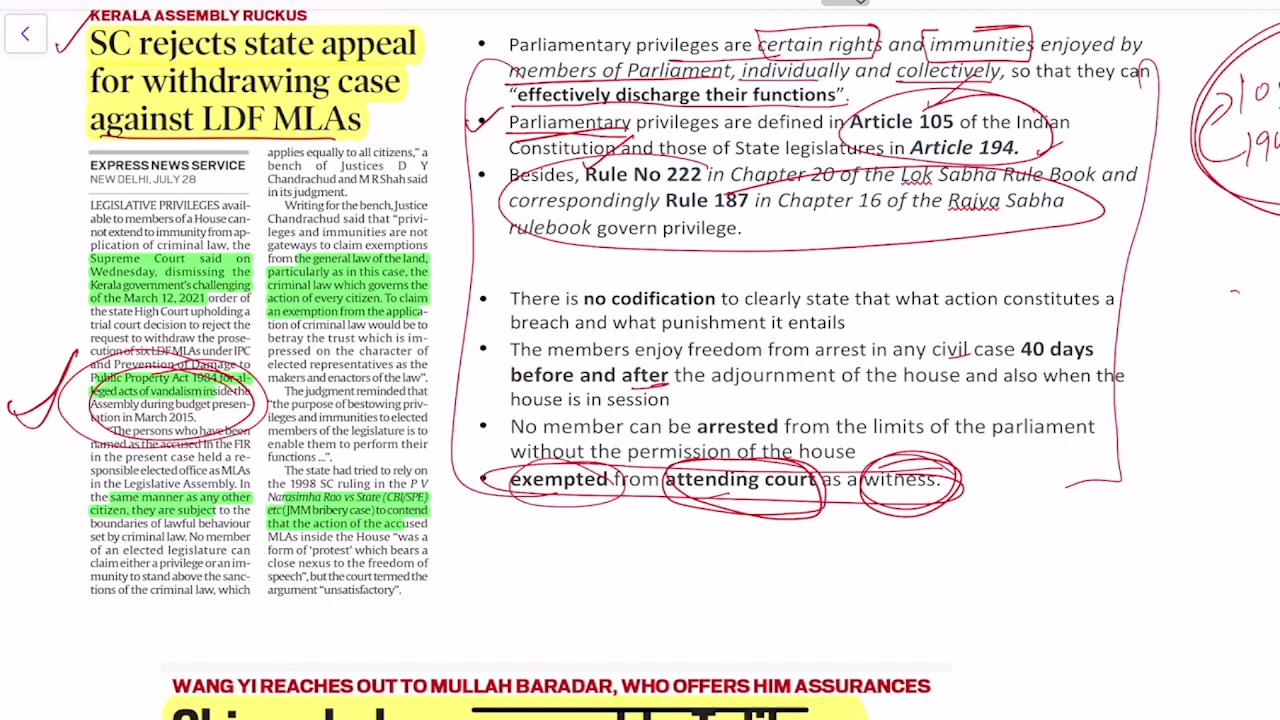 KERALA ASSEMBLY RUCKUS
SC rejects state appeal
for withdrawing case
against LDF MLAs
EXPRESS NEWS SERVICE
NEW DELHI, JULY 28
LEGISLATIVE PRIVILEGES avail-
able to members of a House can-
not extend to immunity from ap-
plication of criminal law, the
Supreme Court said on
Wednesday, dismissing the
Kerala government's challenging
of the March 12, 2021 order of
the state High Court upholding a
trial court decision to reject the
request to withdraw the prose-
cution of six LDF MLAs under IPC
and Prevention of Damage to
Public Property Act 1984 for al-
leged acts of vandalism inside the
Assembly during budget presen-
tation in March 2015.
"The persons who have been
named as the accused in the FIR
in the present case held a re-
sponsible elected office as MLAs
in the Legislative Assembly. In
the same manner as any other
citizen, they are subject to the
boundaries of lawful behaviour
set by criminal law. No member
of an elected legislature can
claim either a privilege or an im-
munity to stand above the sanc-
tions of the criminal law, which
applies equally to all citizens," a
bench of Justices D Y
Chandrachud and M R Shah said
in its judgment.
Writing for the bench, Justice
Chandrachud said that "privi-
leges and immunities are not
gateways to claim exemptions
from the general law of the land,
particularly as in this case, the
criminal law which governs the
action of every citizen. To claim
an exemption from the applica-
tion of criminal law would be to
betray the trust which is im-
pressed on the character of
elected representatives as the
makers and enactors of the law".
The judgment reminded that
"the purpose of bestowing priv-
ileges and immunities to elected
members of the legislature is to
enable them to perform their
functions ...".
The state had tried to rely on
the 1998 SC ruling in the P V
Narasimha Rao vs State (CBI/SPE)
etc (JMM bribery case) to contend
that the action of the accused
MLAs inside the House "was a
form of 'protest' which bears a
close nexus to the freedom of
speech", but the court termed the
argument "unsatisfactory".
• Parliamentary privileges are certain rights and immunities enjoyed by
members of Parliament, individually and collectively, so that they can
"effectively discharge their functions".
• Parliamentary privileges are defined in Article 105 of the Indian
Constitution and those of State legislatures in Article 194.
• Besides, Rule No 222 in Chapter 20 of the Lok Sabha Rule Book and
correspondingly Rule 187 in Chapter 16 of the Rajya Sabha
rulebook govern privilege.
• There is no codification to clearly state that what action constitutes a
breach and what punishment it entails
• The members enjoy freedom from arrest in any civil case 40 days
before and after the adjournment of the house and also when the
house is in session
• No member can be arrested from the limits of the parliament
without the permission of the house
• exempted from attending court as a witness.
WANG YI REACHES OUT TO MULLAH BARADAR, WHO OFFERS HIM ASSURANCES